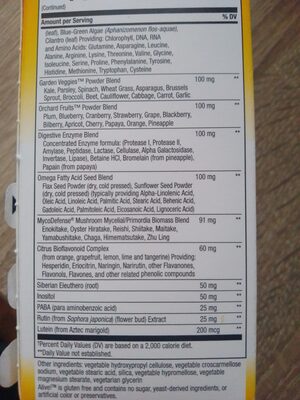 (Continued)
Amount per Serving % DV
(leaf), Blue-Green Algae (Aphanizomenon flos-aquae),
Cilantro (leaf) Providing: Chlorophyll, DNA, RNA
and Amino Acids: Glutamine, Asparagine, Leucine,
Alanine, Arginine, Lysine, Threonine, Valine, Glycine,
Isoleucine, Serine, Proline, Phenylalanine, Tyrosine,
Histidine, Methionine, Tryptophan, Cysteine
Garden Veggies™ Powder Blend 100 mg **
Kale, Parsley, Spinach, Wheat Grass, Asparagus, Brussels
Sprout, Broccoli, Beet, Cauliflower, Cabbage, Carrot, Garlic
Orchard Fruits™ Powder Blend 100 mg **
Plum, Blueberry, Cranberry, Strawberry, Grape, Blackberry,
Bilberry, Apricot, Cherry, Papaya, Orange, Pineapple
Digestive Enzyme Blend 100 mg **
Concentrated Enzyme formula: (Protease I, Protease II,
Amylase, Peptidase, Lactase, Cellulase, Alpha Galactosidase,
Invertase, Lipase), Betaine HCl, Bromelain (from pineapple),
Papain (from papaya)
Omega Fatty Acid Seed Blend 100 mg **
Flax Seed Powder (dry, cold pressed), Sunflower Seed Powder
(dry, cold pressed) (typically providing Alpha-Linolenic Acid,
Oleic Acid, Linoleic Acid, Palmitic Acid, Stearic Acid, Behenic Acid,
Gadoleic Acid, Palmitoleic Acid, Eicosanoic Acid, Lignoceric Acid)
MycoDefense® Mushroom Mycelial/Primordia Biomass Blend 91 mg **
Enokitake, Oyster Hiratake, Reishi, Shiitake, Maitake,
Yamabushitake, Chaga, Himematsutake, Zhu Ling
Citrus Bioflavonoid Complex 60 mg **
(from orange, grapefruit, lemon, lime and tangerine) Providing:
Hesperidin, Eriocitrin, Naringin, Narirutin, other Flavanones,
Flavonols, Flavones, and other related phenolic compounds
Siberian Eleuthero (root) 50 mg **
Inositol 50 mg **
PABA (para aminobenzoic acid) 25 mg **
Rutin (from Sophora japonica) (flower bud) Extract 25 mg **
Lutein (from Aztec marigold) 200 mcg **
†Percent Daily Values (DV) are based on a 2,000 calorie diet.
**Daily Value not established.
Other ingredients: vegetable hydroxypropyl cellulose, vegetable croscarmellose
sodium, vegetable stearic acid, silica, vegetable hypromellose, vegetable
magnesium stearate, vegetarian glycerin
Alive!™ is gluten free and contains no sugar, yeast-derived ingredients, or
artificial color or preservatives.